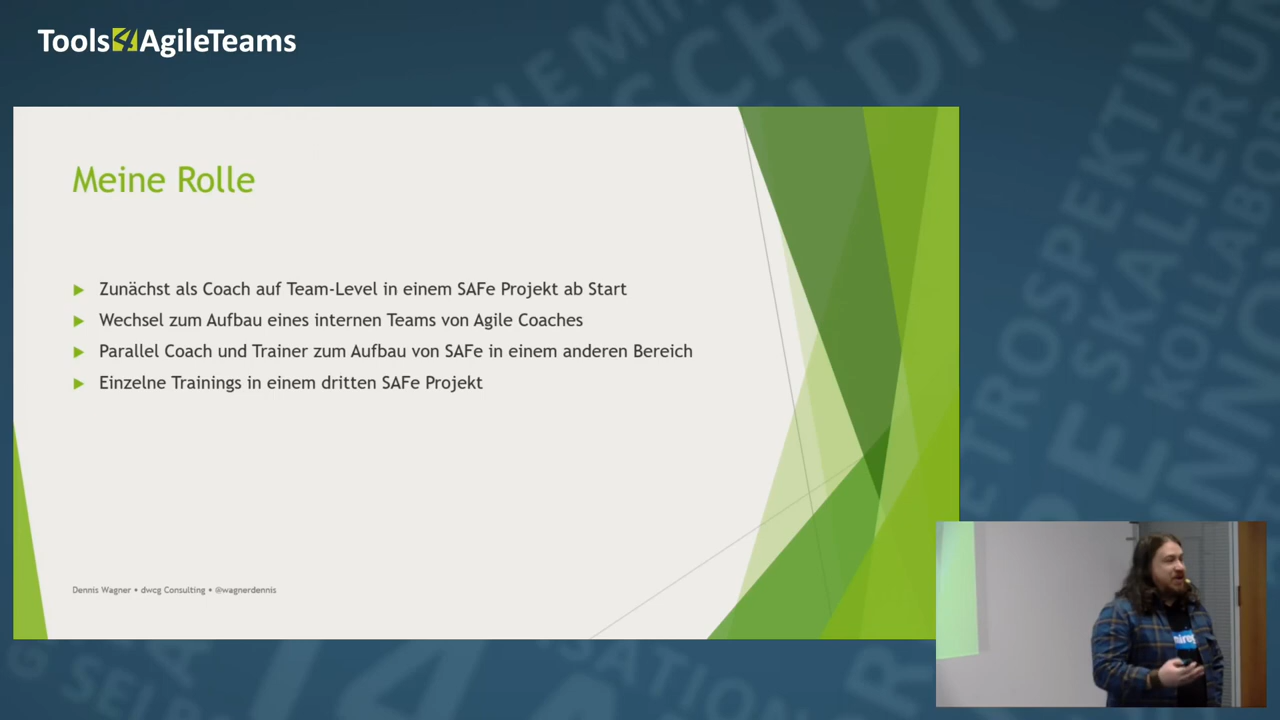 Tools4AgileTeams
Meine Rolle
Zunächst als Coach auf Team-Level in einem SAFe Projekt ab Start
Wechsel zum Aufbau eines internen Teams von Agile Coaches
Parallel Coach und Trainer zum Aufbau von SAFe in einem anderen Bereich
Einzelne Trainings in einem dritten SAFe Projekt
Dennis Wagner • dwcg Consulting • @wagnerdennis